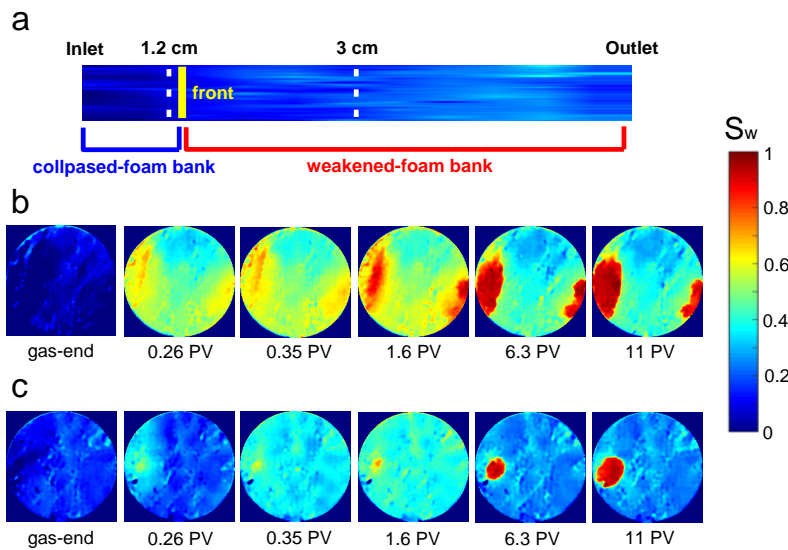 a
Inlet 1.2 cm 3 cm Outlet
front
collpased-foam bank weakened-foam bank
Sw
1
0.8
0.6
0.4
0.2
0
b
gas-end 0.26 PV 0.35 PV 1.6 PV 6.3 PV 11 PV
c
gas-end 0.26 PV 0.35 PV 1.6 PV 6.3 PV 11 PV